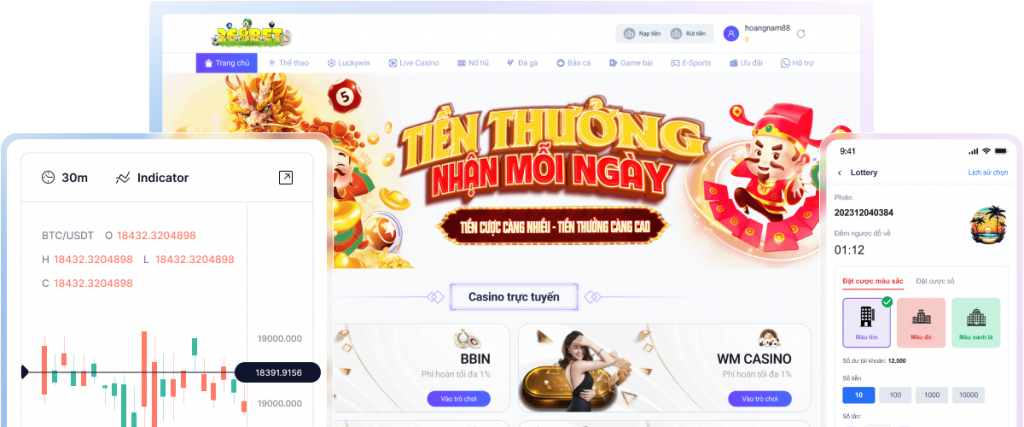 368BET
Nạp tiền
Rút tiền
hoangnam88
0
Trang chủ
Thể thao
Luckywin
Live Casino
Nổ hũ
Đá gà
Bắn cá
Game bài
E-Sports
Ưu đãi
Hỗ trợ
5
TIỀN THƯỞNG
NHẬN MỖI NGÀY
TIỀN CƯỢC CÀNG NHIỀU - TIỀN THƯỞNG CÀNG CAO
Casino trực tuyến
BBIN
Phí hoàn tối đa 1%
Vào trò chơi
WM CASINO
Phí hoàn tối đa 1%
Vào trò chơi
30m
Indicator
BTC/USDT O 18432.3204898
H 18432.3204898 L 18432.3204898
C 18432.3204898
19000.000
18391.9156
19000.000
9:41
Lottery
Lịch sử chọn
Phiên
202312040384
Đếm ngược đổ về
01:12
Đặt cược màu sắc
Đặt cược số
Màu tím
Màu đỏ
Màu xanh lá
Số dư tài khoản: 12,500
Số tiền
10
100
1000
10000
Số lần: